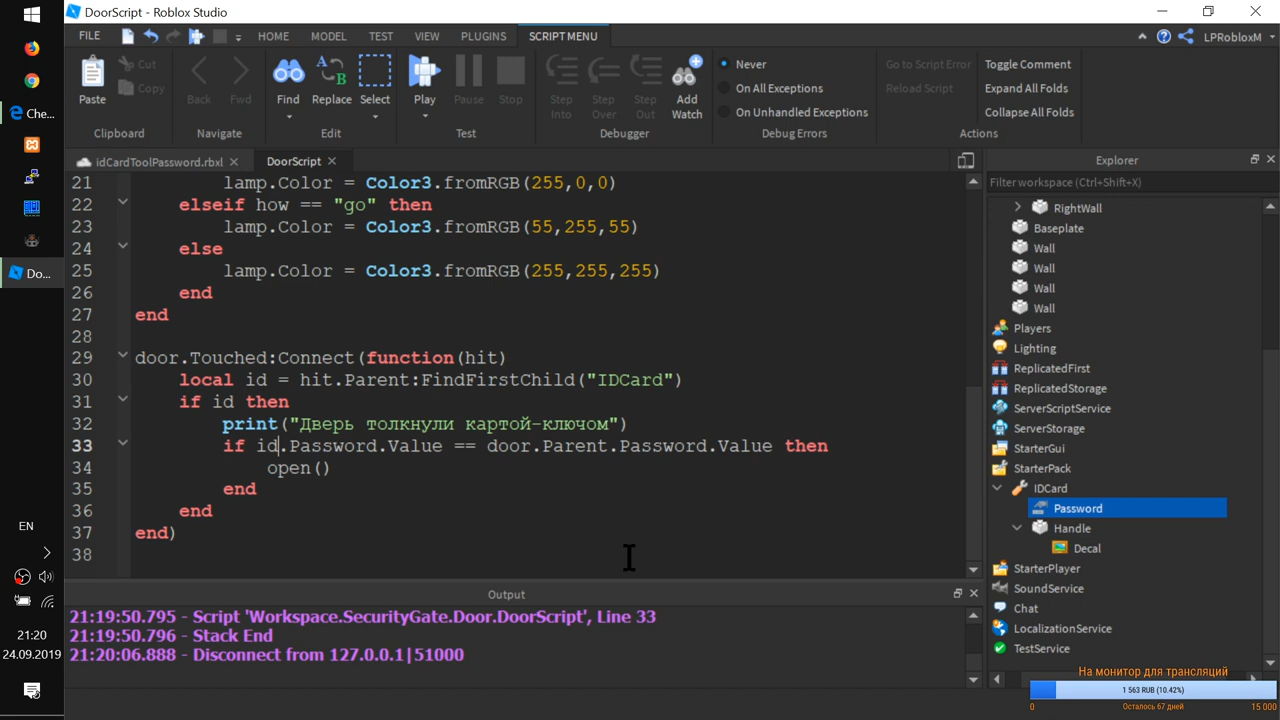 DoorScript - Roblox Studio
FILE HOME MODEL TEST VIEW PLUGINS SCRIPT MENU LPRobloxM
Paste Cut Copy Clipboard
Back Fwd Navigate
Find Replace Select Edit
Play Pause Stop Test
Step Into Step Over Step Out Add Watch Debugger
Never
On All Exceptions
On Unhandled Exceptions
Debug Errors
Go to Script Error
Reload Script
Toggle Comment
Expand All Folds
Collapse All Folds
Actions
idCardToolPassword.rbxl DoorScript
21 lamp.Color = Color3.fromRGB(255,0,0)
22 elseif how == "go" then
23 lamp.Color = Color3.fromRGB(55,255,55)
24 else
25 lamp.Color = Color3.fromRGB(255,255,255)
26 end
27 end
28
29 door.Touched:Connect(function(hit)
30 local id = hit.Parent:FindFirstChild("IDCard")
31 if id then
32 print("Дверь толкнули картой-ключом")
33 if id.Password.Value == door.Parent.Password.Value then
34 open()
35 end
36 end
37 end)
38
Output
21:19:50.795 - Script 'Workspace.SecurityGate.Door.DoorScript', Line 33
21:19:50.796 - Stack End
21:20:06.888 - Disconnect from 127.0.0.1|51000
Explorer
Filter workspace (Ctrl+Shift+X)
RightWall
Baseplate
Wall
Wall
Wall
Wall
Players
Lighting
ReplicatedFirst
ReplicatedStorage
ServerScriptService
ServerStorage
StarterGui
StarterPack
IDCard
Password
Handle
Decal
StarterPlayer
SoundService
Chat
LocalizationService
TestService
На монитор для трансляций
1 563 RUB (10.42%)
0 Осталось 67 дней 15 000
Che...
Do...
EN
21:20
24.09.2019